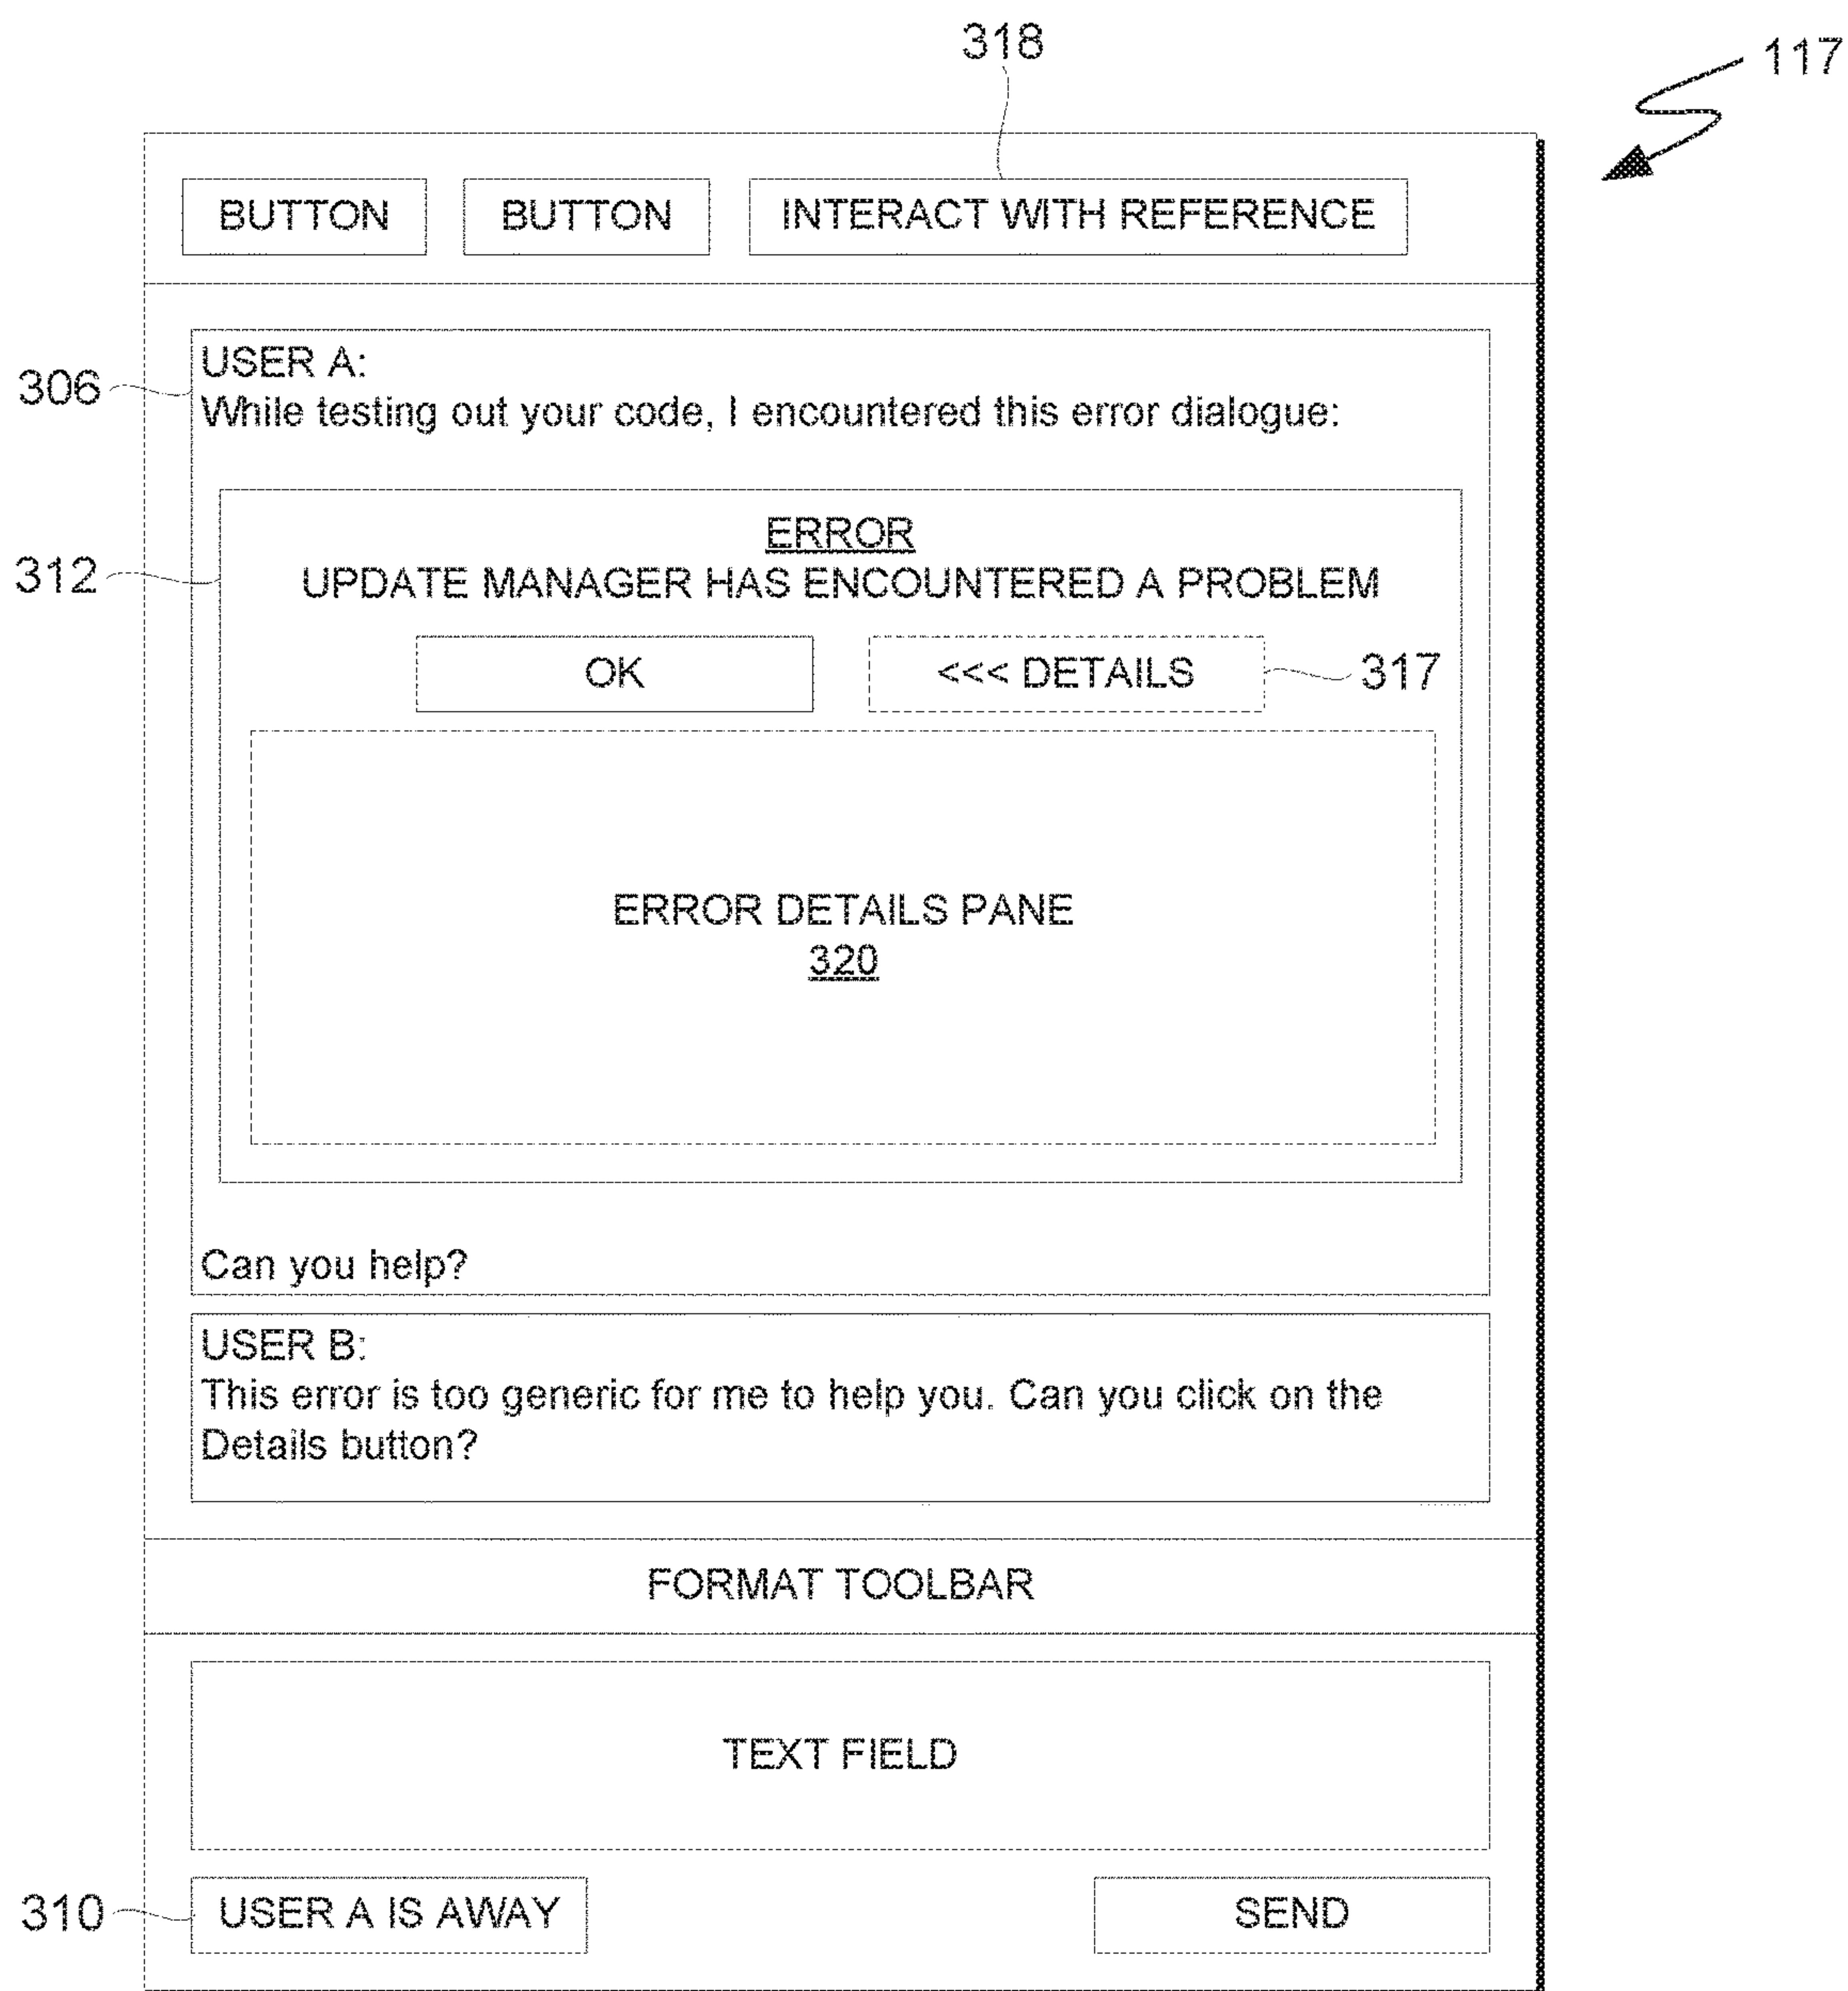 318
117
BUTTON BUTTON INTERACT WITH REFERENCE
306
USER A:
While testing out your code, I encountered this error dialogue:
312
ERROR
UPDATE MANAGER HAS ENCOUNTERED A PROBLEM
OK <<< DETAILS 317
ERROR DETAILS PANE
320
Can you help?
USER B:
This error is too generic for me to help you. Can you click on the
Details button?
FORMAT TOOLBAR
TEXT FIELD
310 USER A IS AWAY SEND